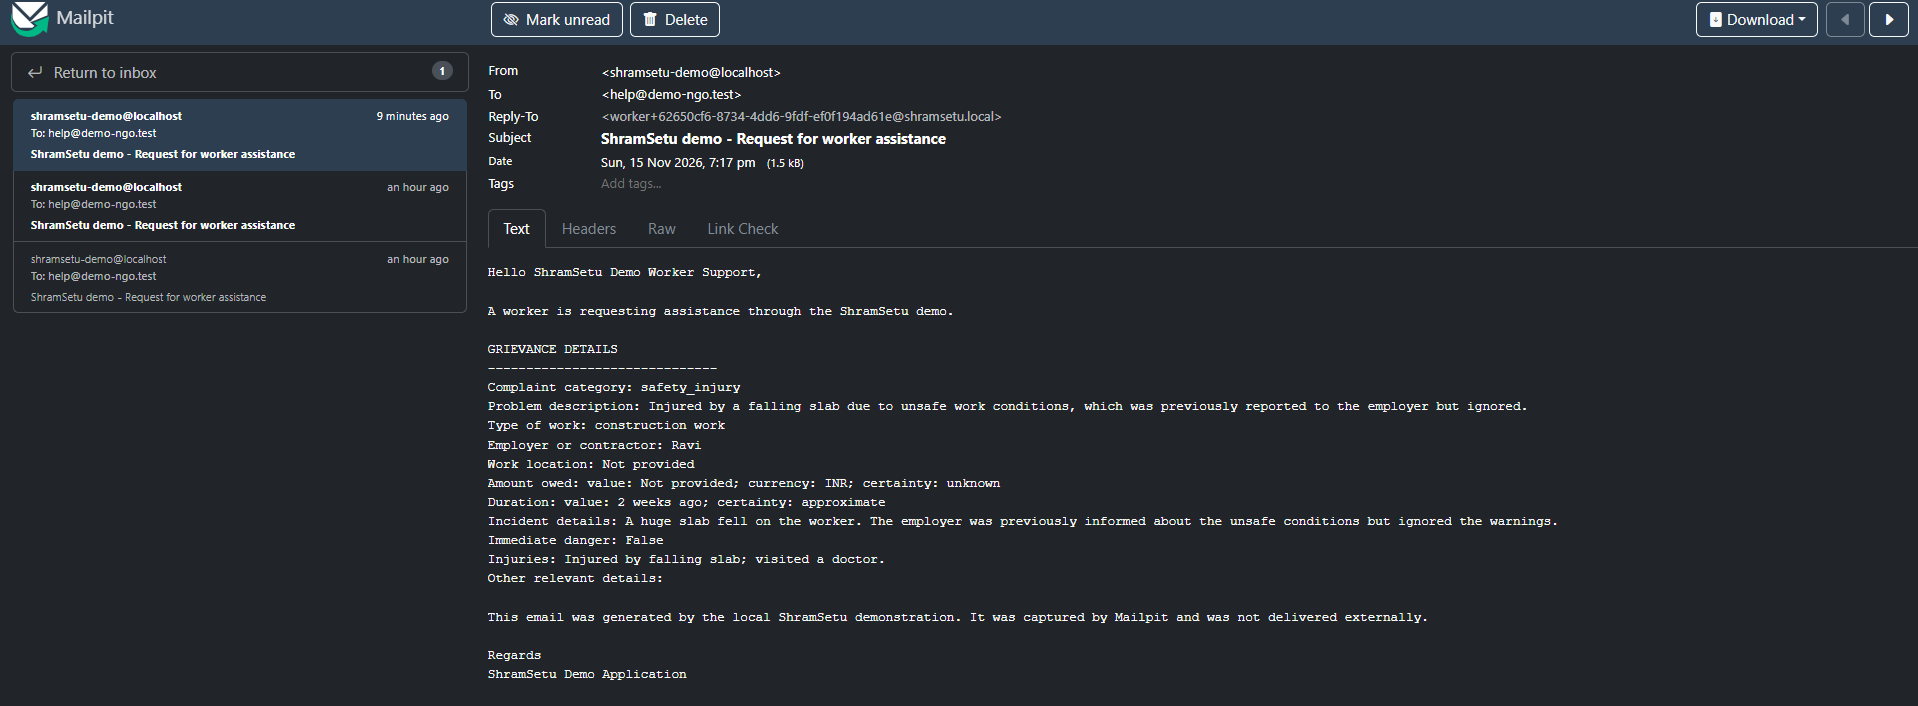 Mailpit
Mark unread
Delete
Download
Return to inbox
1
shramsetu-demo@localhost 9 minutes ago
To: help@demo-ngo.test
ShramSetu demo - Request for worker assistance
shramsetu-demo@localhost an hour ago
To: help@demo-ngo.test
ShramSetu demo - Request for worker assistance
shramsetu-demo@localhost an hour ago
To: help@demo-ngo.test
ShramSetu demo - Request for worker assistance
From <shramsetu-demo@localhost>
To <help@demo-ngo.test>
Reply-To <worker+62650cf6-8734-4dd6-9fdf-ef0f194ad61e@shramsetu.local>
Subject ShramSetu demo - Request for worker assistance
Date Sun, 15 Nov 2026, 7:17 pm (1.5 kB)
Tags Add tags...
Text Headers Raw Link Check
Hello ShramSetu Demo Worker Support,
A worker is requesting assistance through the ShramSetu demo.
GRIEVANCE DETAILS
------------------------------
Complaint category: safety_injury
Problem description: Injured by a falling slab due to unsafe work conditions, which was previously reported to the employer but ignored.
Type of work: construction work
Employer or contractor: Ravi
Work location: Not provided
Amount owed: value: Not provided; currency: INR; certainty: unknown
Duration: value: 2 weeks ago; certainty: approximate
Incident details: A huge slab fell on the worker. The employer was previously informed about the unsafe conditions but ignored the warnings.
Immediate danger: False
Injuries: Injured by falling slab; visited a doctor.
Other relevant details:
This email was generated by the local ShramSetu demonstration. It was captured by Mailpit and was not delivered externally.
Regards
ShramSetu Demo Application